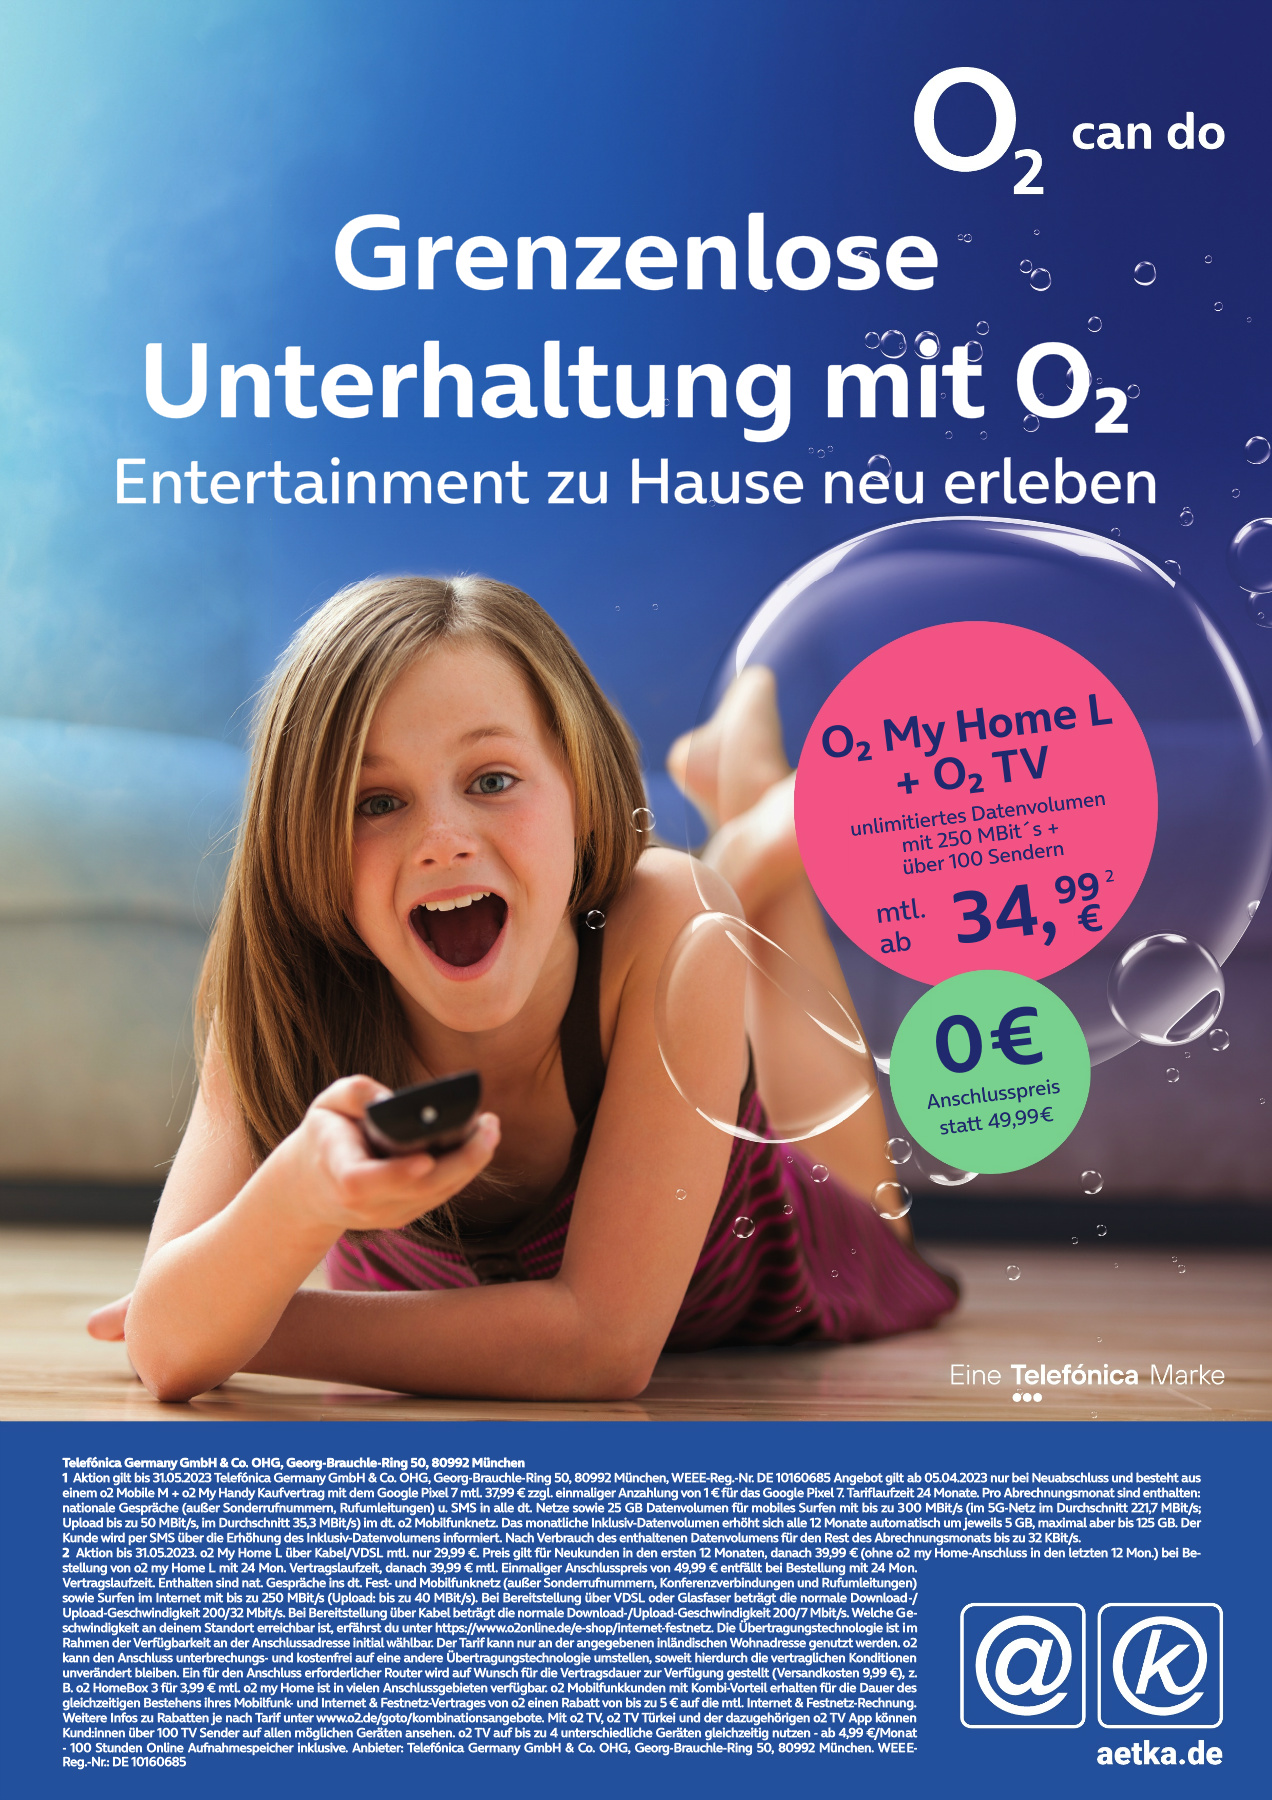 O₂ can do
Grenzenlose
Unterhaltung mit O₂
Entertainment zu Hause neu erleben
O₂ My Home L
+ O₂ TV
unlimitiertes Datenvolumen
mit 250 MBit´s +
über 100 Sendern
mtl. ab 34,99 € 2
0 €
Anschlusspreis
statt 49,99€
Eine Telefónica Marke
Telefónica Germany GmbH & Co. OHG, Georg-Brauchle-Ring 50, 80992 München
1 Aktion gilt bis 31.05.2023 Telefónica Germany GmbH & Co. OHG, Georg-Brauchle-Ring 50, 80992 München, WEEE-Reg.-Nr. DE 10160685 Angebot gilt ab 05.04.2023 nur bei Neuabschluss und besteht aus
einem o2 Mobile M + o2 My Handy Kaufvertrag mit dem Google Pixel 7 mtl. 37,99 € zzgl. einmaliger Anzahlung von 1 € für das Google Pixel 7. Tariflaufzeit 24 Monate. Pro Abrechnungsmonat sind enthalten:
nationale Gespräche (außer Sonderrufnummern, Rufumleitungen) u. SMS in alle dt. Netze sowie 25 GB Datenvolumen für mobiles Surfen mit bis zu 300 MBit/s (im 5G-Netz im Durchschnitt 221,7 MBit/s;
Upload bis zu 50 MBit/s, im Durchschnitt 35,3 MBit/s) im dt. o2 Mobilfunknetz. Das monatliche Inklusiv-Datenvolumen erhöht sich alle 12 Monate automatisch um jeweils 5 GB, maximal aber bis 125 GB. Der
Kunde wird per SMS über die Erhöhung des Inklusiv-Datenvolumens informiert. Nach Verbrauch des enthaltenen Datenvolumens für den Rest des Abrechnungsmonats bis zu 32 KBit/s.
2 Aktion bis 31.05.2023. o2 My Home L über Kabel/VDSL mtl. nur 29,99 €. Preis gilt für Neukunden in den ersten 12 Monaten, danach 39,99 € (ohne o2 my Home-Anschluss in den letzten 12 Mon.) bei Be-
stellung von o2 my Home L mit 24 Mon. Vertragslaufzeit, danach 39,99 € mtl. Einmaliger Anschlusspreis von 49,99 € entfällt bei Bestellung mit 24 Mon.
Vertragslaufzeit. Enthalten sind nat. Gespräche ins dt. Fest- und Mobilfunknetz (außer Sonderrufnummern, Konferenzverbindungen und Rufumleitungen)
sowie Surfen im Internet mit bis zu 250 MBit/s (Upload: bis zu 40 MBit/s). Bei Bereitstellung über VDSL oder Glasfaser beträgt die normale Download-/
Upload-Geschwindigkeit 200/32 Mbit/s. Bei Bereitstellung über Kabel beträgt die normale Download-/Upload-Geschwindigkeit 200/7 Mbit/s. Welche Ge-
schwindigkeit an deinem Standort erreichbar ist, erfährst du unter https://www.o2online.de/e-shop/internet-festnetz. Die Übertragungstechnologie ist im
Rahmen der Verfügbarkeit an der Anschlussadresse initial wählbar. Der Tarif kann nur an der angegebenen inländischen Wohnadresse genutzt werden. o2
kann den Anschluss unterbrechungs- und kostenfrei auf eine andere Übertragungstechnologie umstellen, soweit hierdurch die vertraglichen Konditionen
unverändert bleiben. Ein für den Anschluss erforderlicher Router wird auf Wunsch für die Vertragsdauer zur Verfügung gestellt (Versandkosten 9,99 €), z.
B. o2 HomeBox 3 für 3,99 € mtl. o2 my Home ist in vielen Anschlussgebieten verfügbar. o2 Mobilfunkkunden mit Kombi-Vorteil erhalten für die Dauer des
gleichzeitigen Bestehens ihres Mobilfunk- und Internet & Festnetz-Vertrages von o2 einen Rabatt von bis zu 5 € auf die mtl. Internet & Festnetz-Rechnung.
Weitere Infos zu Rabatten je nach Tarif unter www.o2.de/goto/kombinationsangebote. Mit o2 TV, o2 TV Türkei und der dazugehörigen o2 TV App können
Kund:innen über 100 TV Sender auf allen möglichen Geräten ansehen. o2 TV auf bis zu 4 unterschiedliche Geräten gleichzeitig nutzen - ab 4,99 €/Monat
- 100 Stunden Online Aufnahmespeicher inklusive. Anbieter: Telefónica Germany GmbH & Co. OHG, Georg-Brauchle-Ring 50, 80992 München. WEEE-
Reg.-Nr.: DE 10160685
@ k
aetka.de